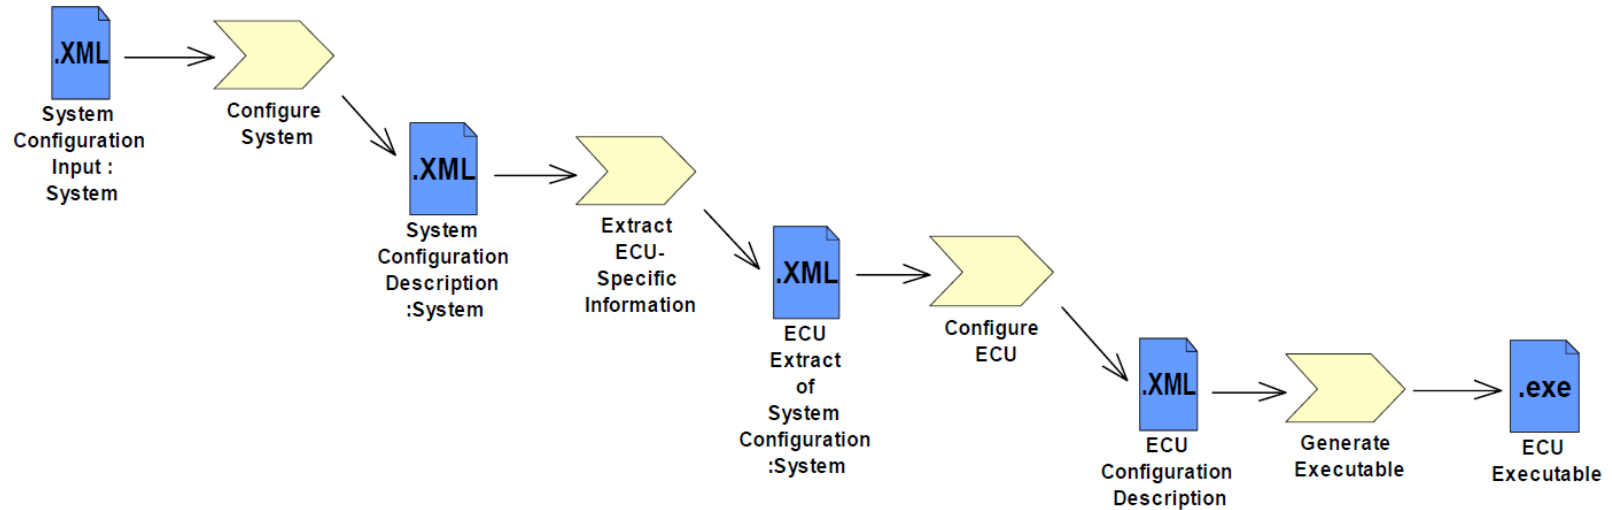 .XML
System
Configuration
Input :
System
Configure
System
.XML
System
Configuration
Description
:System
Extract
ECU-
Specific
Information
.XML
ECU
Extract
of
System
Configuration
:System
Configure
ECU
.XML
ECU
Configuration
Description
Generate
Executable
.exe
ECU
Executable